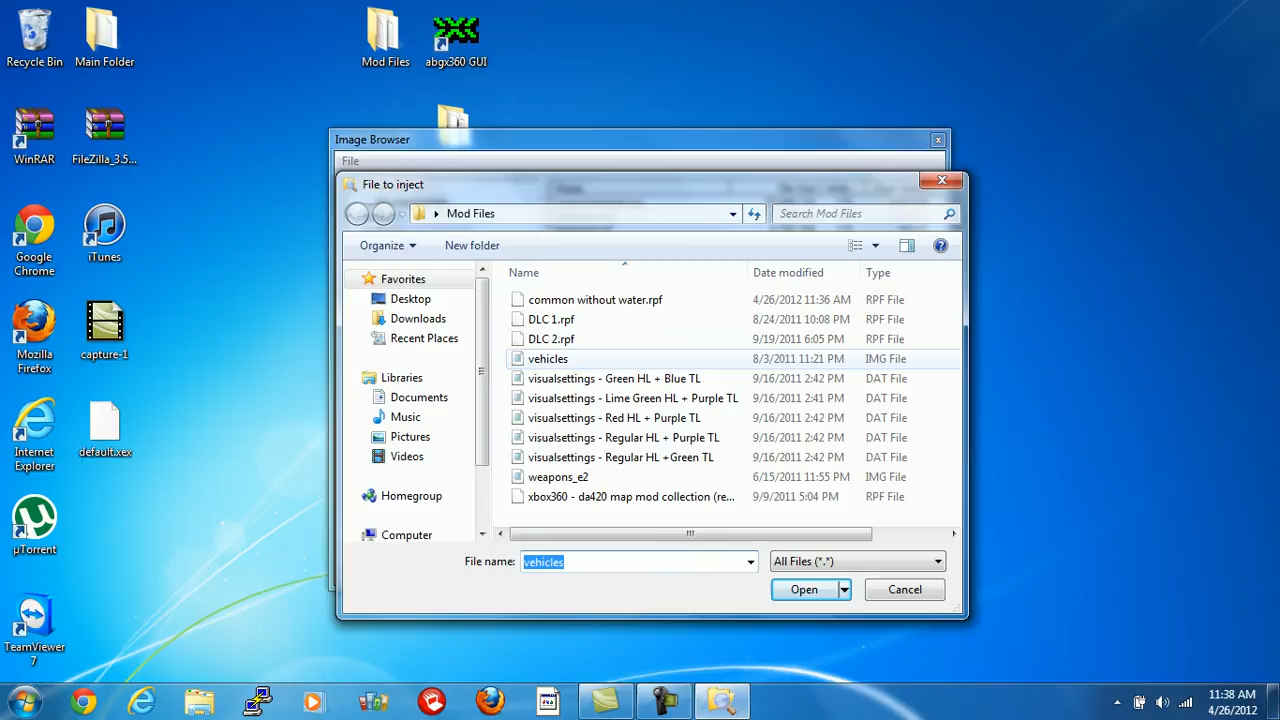 Recycle Bin
Main Folder
Mod Files
abgx360 GUI
WinRAR
FileZilla_3.5...
Google
Chrome
iTunes
Mozilla
Firefox
capture-1
Internet
Explorer
default.xex
µTorrent
TeamViewer
7
Image Browser
File
File to inject
Mod Files
Search Mod Files
Organize
New folder
Favorites
Desktop
Downloads
Recent Places
Libraries
Documents
Music
Pictures
Videos
Homegroup
Computer
Name Date modified Type
common without water.rpf 4/26/2012 11:36 AM RPF File
DLC 1.rpf 8/24/2011 10:08 PM RPF File
DLC 2.rpf 9/19/2011 6:05 PM RPF File
vehicles 8/3/2011 11:21 PM IMG File
visualsettings - Green HL + Blue TL 9/16/2011 2:42 PM DAT File
visualsettings - Lime Green HL + Purple TL 9/16/2011 2:41 PM DAT File
visualsettings - Red HL + Purple TL 9/16/2011 2:42 PM DAT File
visualsettings - Regular HL + Purple TL 9/16/2011 2:42 PM DAT File
visualsettings - Regular HL +Green TL 9/16/2011 2:42 PM DAT File
weapons_e2 6/15/2011 11:55 PM IMG File
xbox360 - da420 map mod collection (re... 9/9/2011 5:04 PM RPF File
File name: vehicles All Files (*.*)
Open Cancel
11:38 AM
4/26/2012